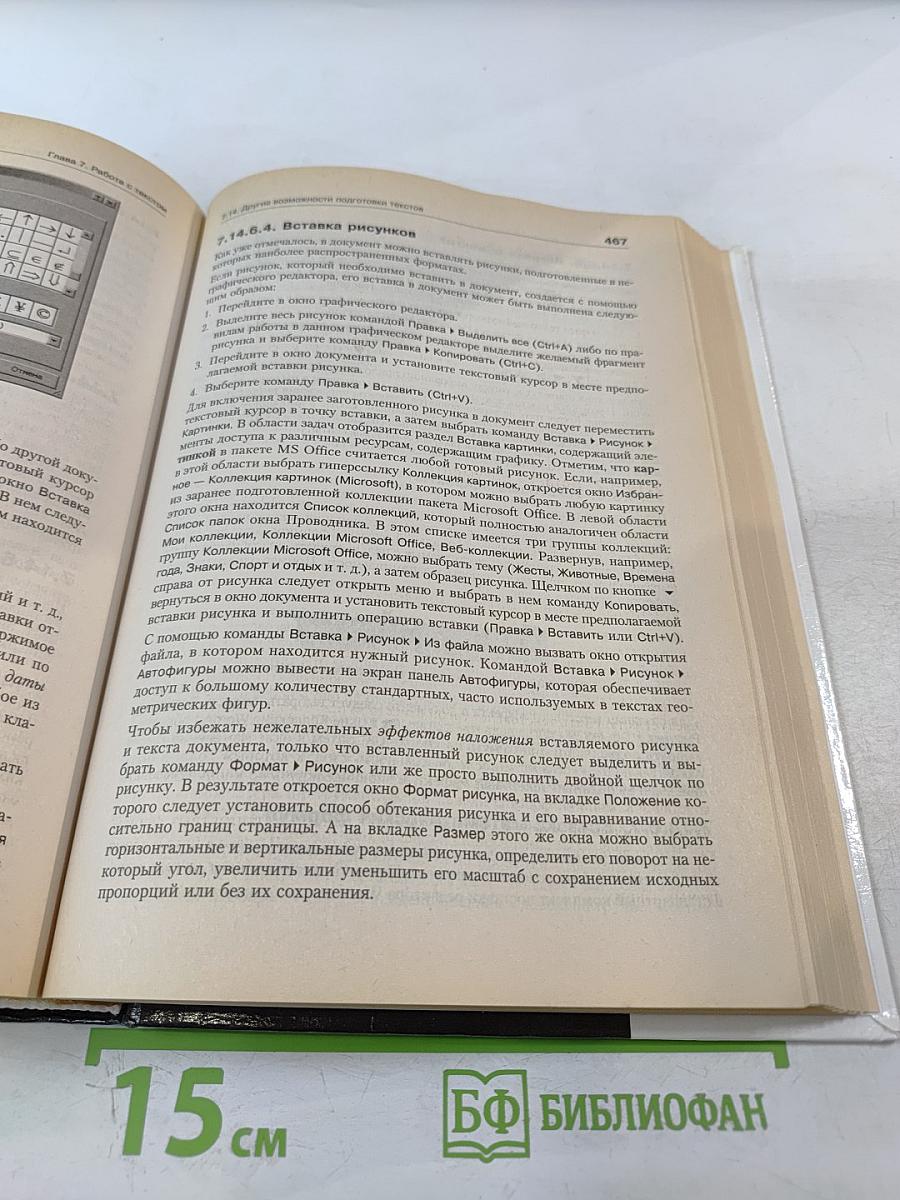 Глава 7. Работа с текстом
©
¥
Отмена
о другой доку-
товый курсор
окно Вставка
В нем следу-
м находится
ий и т. д.,
авки от-
ржимое
или по
даты
ое из
кла-
ать
а-
я
7.14. Другие возможности подготовки текстов
467
7.14.6.4. Вставка рисунков
Как уже отмечалось, в документ можно вставлять рисунки, подготовленные в не-
которых наиболее распространенных форматах.
Если рисунок, который необходимо вставить в документ, создается с помощью
графического редактора, его вставка в документ может быть выполнена следую-
щим образом:
1. Перейдите в окно графического редактора.
2. Выделите весь рисунок командой Правка ▸ Выделить все (Ctrl+A) либо по пра-
вилам работы в данном графическом редакторе выделите желаемый фрагмент
рисунка и выберите команду Правка ▸ Копировать (Ctrl+C).
3. Перейдите в окно документа и установите текстовый курсор в месте предпо-
лагаемой вставки рисунка.
4. Выберите команду Правка ▸ Вставить (Ctrl+V).
Для включения заранее заготовленного рисунка в документ следует переместить
текстовый курсор в точку вставки, а затем выбрать команду Вставка ▸ Рисунок ▸
Картинки. В области задач отобразится раздел Вставка картинки, содержащий эле-
менты доступа к различным ресурсам, содержащим графику. Отметим, что кар-
тинкой в пакете MS Office считается любой готовый рисунок. Если, например,
в этой области выбрать гиперссылку Коллекция картинок, откроется окно Избран-
ное — Коллекция картинок (Microsoft), в котором можно выбрать любую картинку
из заранее подготовленной коллекции пакета Microsoft Office. В левой области
этого окна находится Список коллекций, который полностью аналогичен области
Список папок окна Проводника. В этом списке имеется три группы коллекций:
Мои коллекции, Коллекции Microsoft Office, Веб-коллекции. Развернув, например,
группу Коллекции Microsoft Office, можно выбрать тему (Жесты, Животные, Времена
года, Знаки, Спорт и отдых и т. д.), а затем образец рисунка. Щелчком по кнопке ▾
справа от рисунка следует открыть меню и выбрать в нем команду Копировать,
вернуться в окно документа и установить текстовый курсор в месте предполагаемой
вставки рисунка и выполнить операцию вставки (Правка ▸ Вставить или Ctrl+V).
С помощью команды Вставка ▸ Рисунок ▸ Из файла можно вызвать окно открытия
файла, в котором находится нужный рисунок. Командой Вставка ▸ Рисунок ▸
Автофигуры можно вывести на экран панель Автофигуры, которая обеспечивает
доступ к большому количеству стандартных, часто используемых в текстах гео-
метрических фигур.
Чтобы избежать нежелательных эффектов наложения вставляемого рисунка
и текста документа, только что вставленный рисунок следует выделить и вы-
брать команду Формат ▸ Рисунок или же просто выполнить двойной щелчок по
рисунку. В результате откроется окно Формат рисунка, на вкладке Положение ко-
торого следует установить способ обтекания рисунка и его выравнивание отно-
сительно границ страницы. А на вкладке Размер этого же окна можно выбрать
горизонтальные и вертикальные размеры рисунка, определить его поворот на не-
который угол, увеличить или уменьшить его масштаб с сохранением исходных
пропорций или без их сохранения.
15 см
БФ БИБЛИОФАН